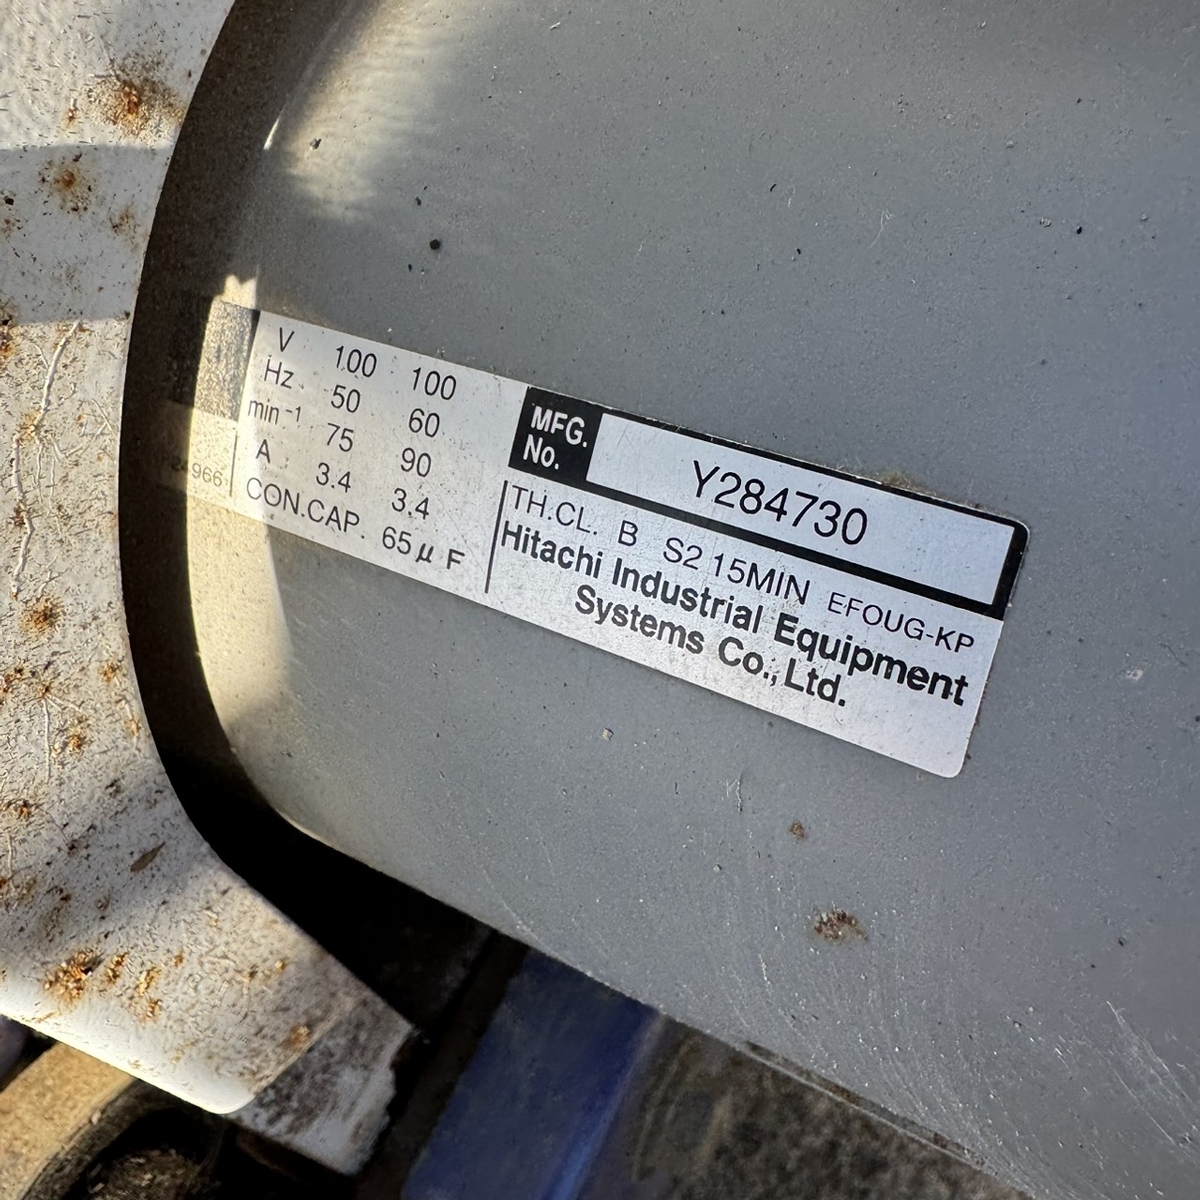 V 100 100
Hz 50 60
min⁻¹ 75 90
A 3.4 3.4
CON.CAP. 65μF
MFG. No. Y284730
TH.CL. B S2 15MIN EFOUG-KP
Hitachi Industrial Equipment
Systems Co., Ltd.